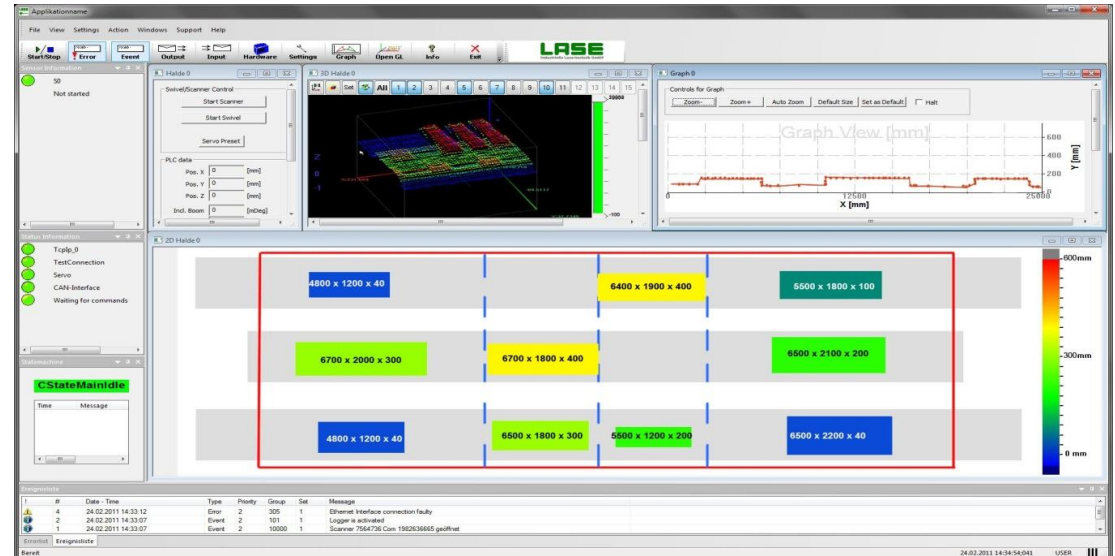 Applikationname
File View Settings Action Windows Support Help
Start/Stop Error Event Output Input Hardware Settings Graph Open GL Info Exit
LASE
Sensor Information
S0
Not started
Halde 0
Swivel/Scanner Control
Start Scanner
Start Swivel
Servo Preset
PLC data
Pos. X 0 [mm]
Pos. Y 0 [mm]
Pos. Z 0 [mm]
Incl. Boom 0 [mDeg]
3D Halde 0
Set All 1 2 3 4 5 6 7 8 9 10 11 12 13 14 15
Z
0
-1
-100
Graph 0
Controls for Graph
Zoom- Zoom+ Auto Zoom Default Size Set as Default Halt
Graph View [mm]
600
400
200
0
Y [mm]
0 12500 25000
X [mm]
Status Information
TcpIp_0
TestConnection
Servo
CAN-Interface
Waiting for commands
Statemachine
CStateMainIdle
Time Message
2D Halde 0
4800 x 1200 x 40
6400 x 1900 x 400
5500 x 1800 x 100
6700 x 2000 x 300
6700 x 1800 x 400
6500 x 2100 x 200
4800 x 1200 x 40
6500 x 1800 x 300
5500 x 1200 x 200
6500 x 2200 x 40
600mm
300mm
0 mm
Ereignisliste
! # Date - Time Type Priority Group Set Message
4 24.02.2011 14:33:12 Error 2 305 1 Ethernet Interface connection faulty
2 24.02.2011 14:33:07 Event 2 101 1 Logger is activated
1 24.02.2011 14:33:07 Event 2 10000 1 Scanner 7564736 Com 1982636665 geöffnet
Errorlist Ereignisliste
Bereit
24.02.2011 14:34:54;041 USER